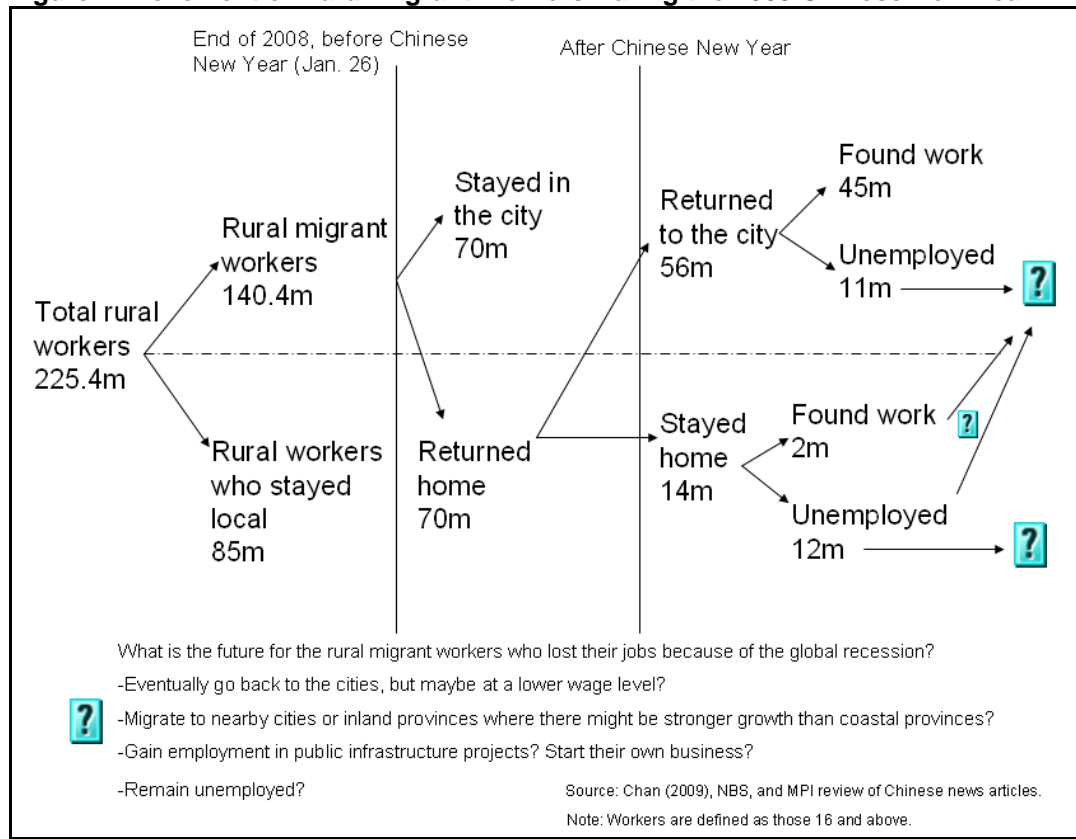 End of 2008, before Chinese
New Year (Jan. 26)
After Chinese New Year
Total rural
workers
225.4m
Rural migrant
workers
140.4m
Rural workers
who stayed
local
85m
Stayed in
the city
70m
Returned
home
70m
Returned
to the city
56m
Stayed
home
14m
Found work
45m
Unemployed
11m
?
Found work
2m
?
Unemployed
12m
?
What is the future for the rural migrant workers who lost their jobs because of the global recession?
-Eventually go back to the cities, but maybe at a lower wage level?
?
-Migrate to nearby cities or inland provinces where there might be stronger growth than coastal provinces?
-Gain employment in public infrastructure projects? Start their own business?
-Remain unemployed?
Source: Chan (2009), NBS, and MPI review of Chinese news articles.
Note: Workers are defined as those 16 and above.